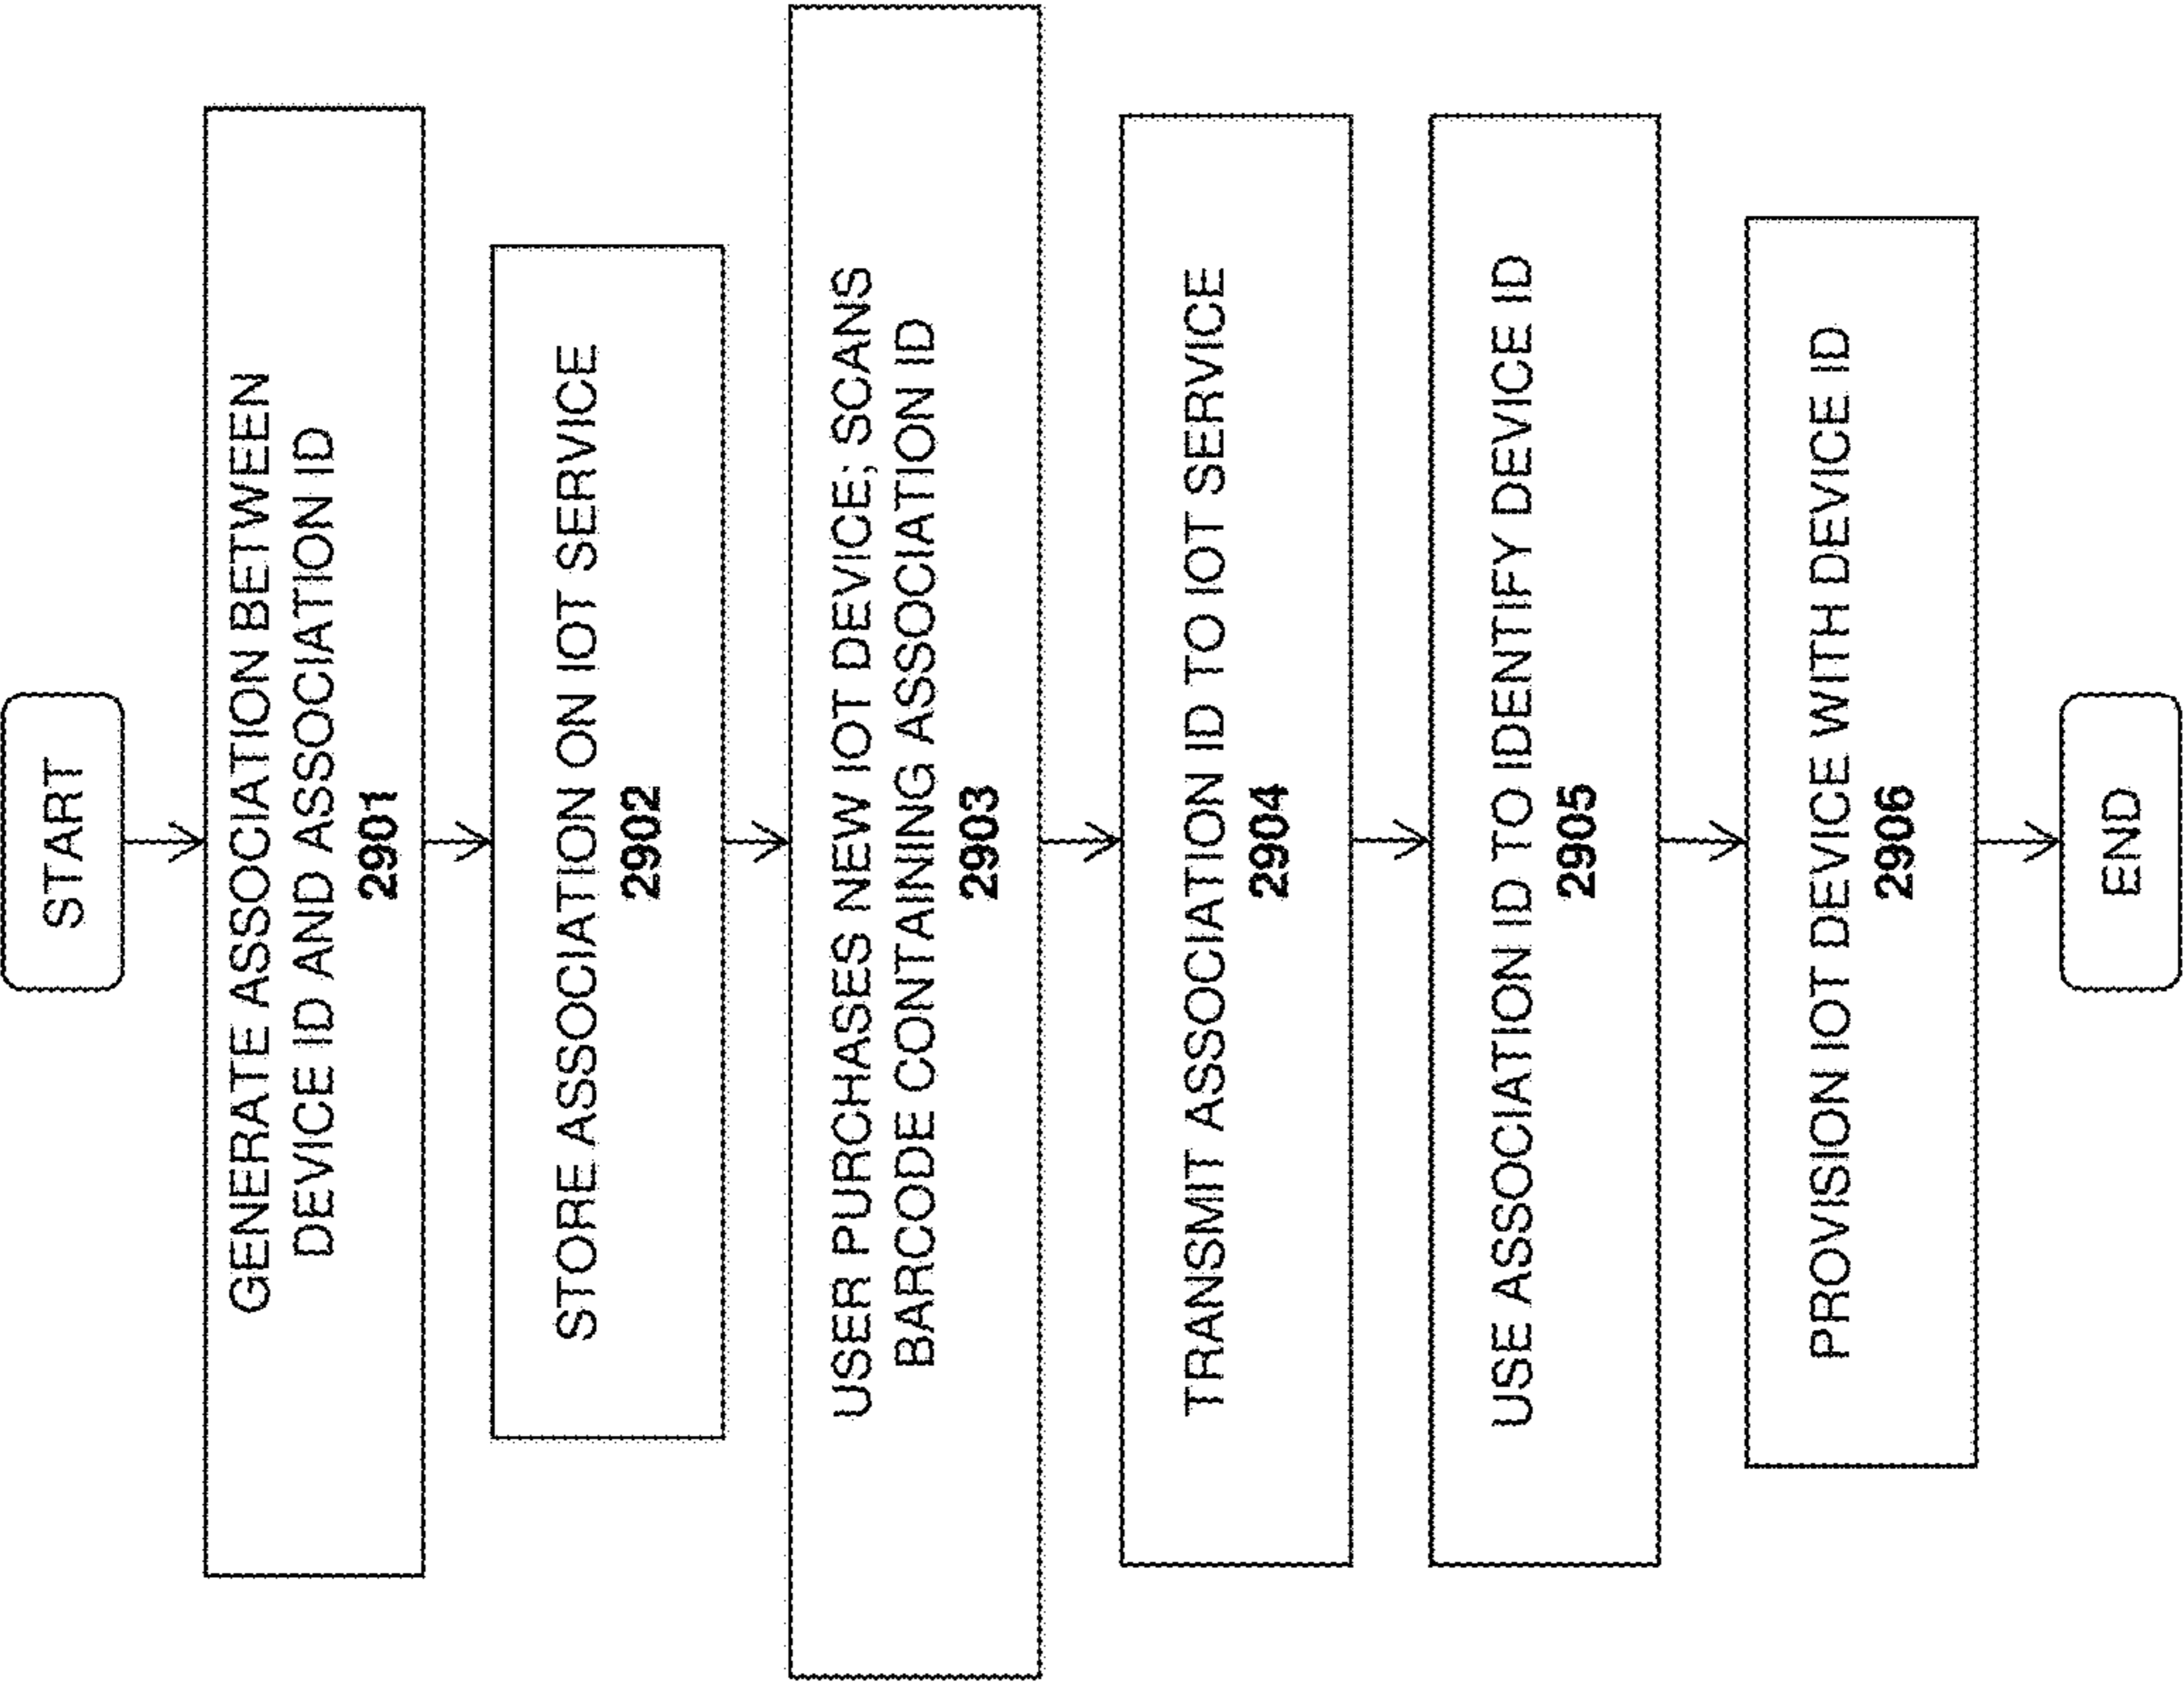 START
GENERATE ASSOCIATION BETWEEN
DEVICE ID AND ASSOCIATION ID
2901
STORE ASSOCIATION ON IOT SERVICE
2902
USER PURCHASES NEW IOT DEVICE; SCANS
BARCODE CONTAINING ASSOCIATION ID
2903
TRANSMIT ASSOCIATION ID TO IOT SERVICE
2904
USE ASSOCIATION ID TO IDENTIFY DEVICE ID
2905
PROVISION IOT DEVICE WITH DEVICE ID
2906
END